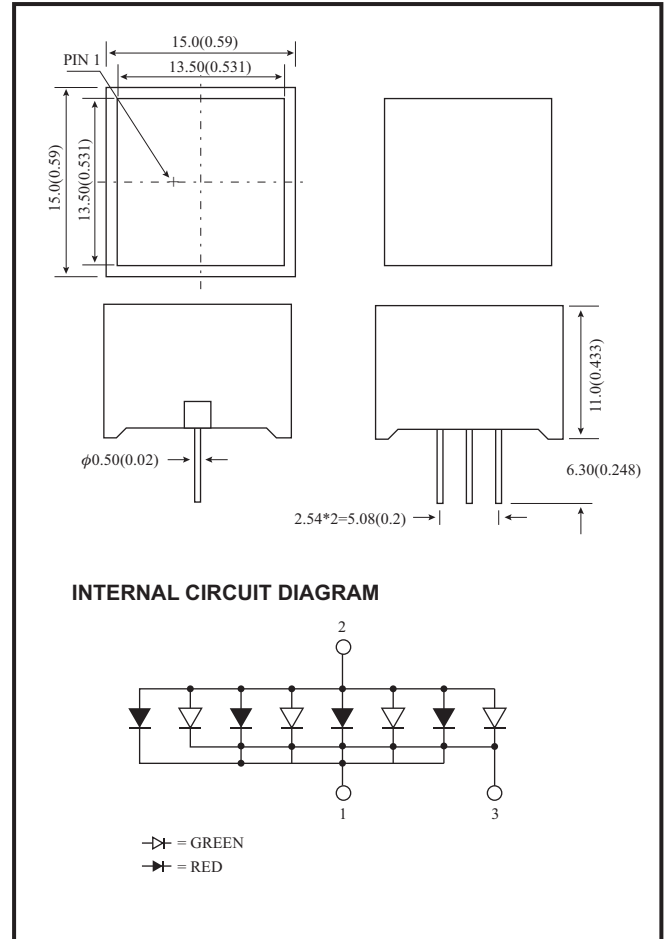 15.0(0.59)
PIN 1
13.50(0.531)
15.0(0.59)
13.50(0.531)
11.0(0.433)
ϕ0.50(0.02)
6.30(0.248)
2.54*2=5.08(0.2)
INTERNAL CIRCUIT DIAGRAM
2
1
3
= GREEN
= RED